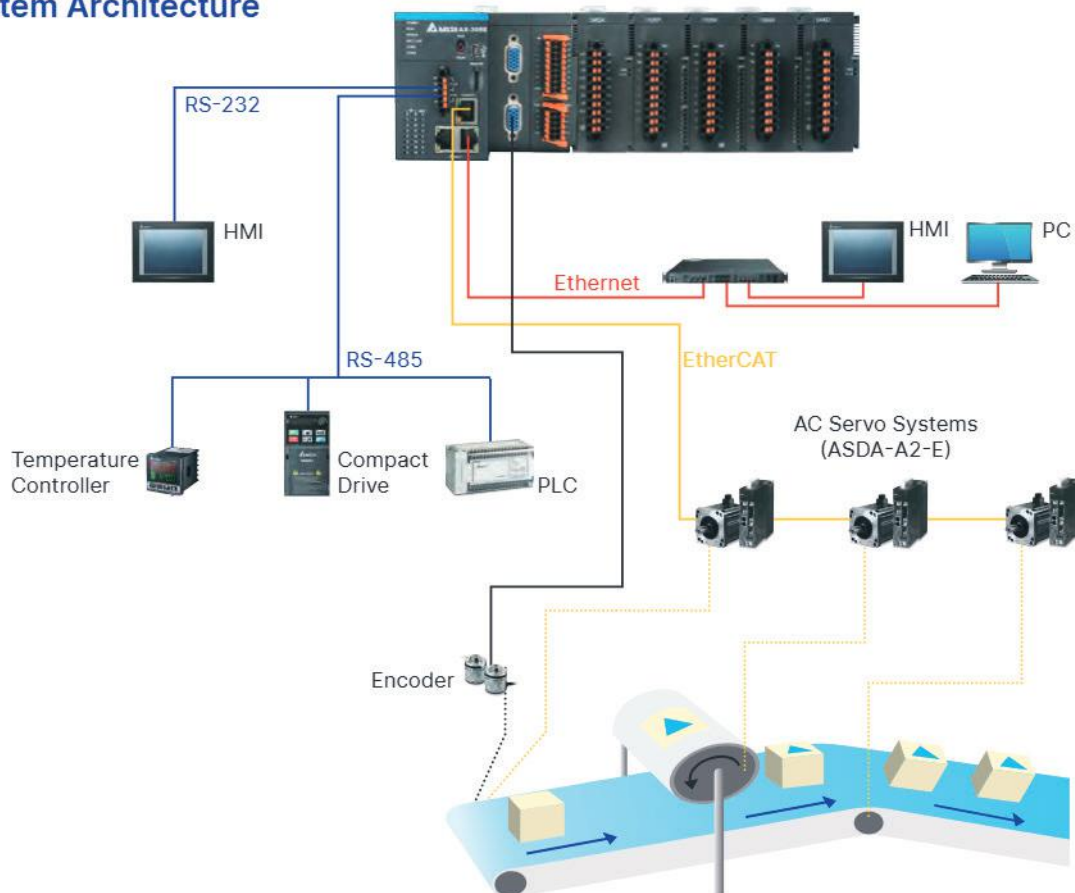 tem Architecture
RS-232
HMI
HMI
PC
Ethernet
RS-485
EtherCAT
AC Servo Systems
(ASDA-A2-E)
Temperature
Controller
Compact
Drive
PLC
Encoder